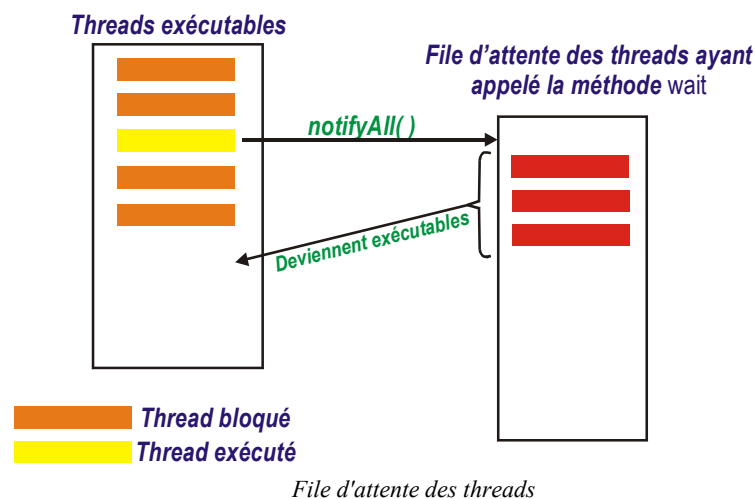 Threads exécutables
File d'attente des threads ayant
appelé la méthode wait
notifyAll( )
Deviennent exécutables
Thread bloqué
Thread exécuté
File d'attente des threads